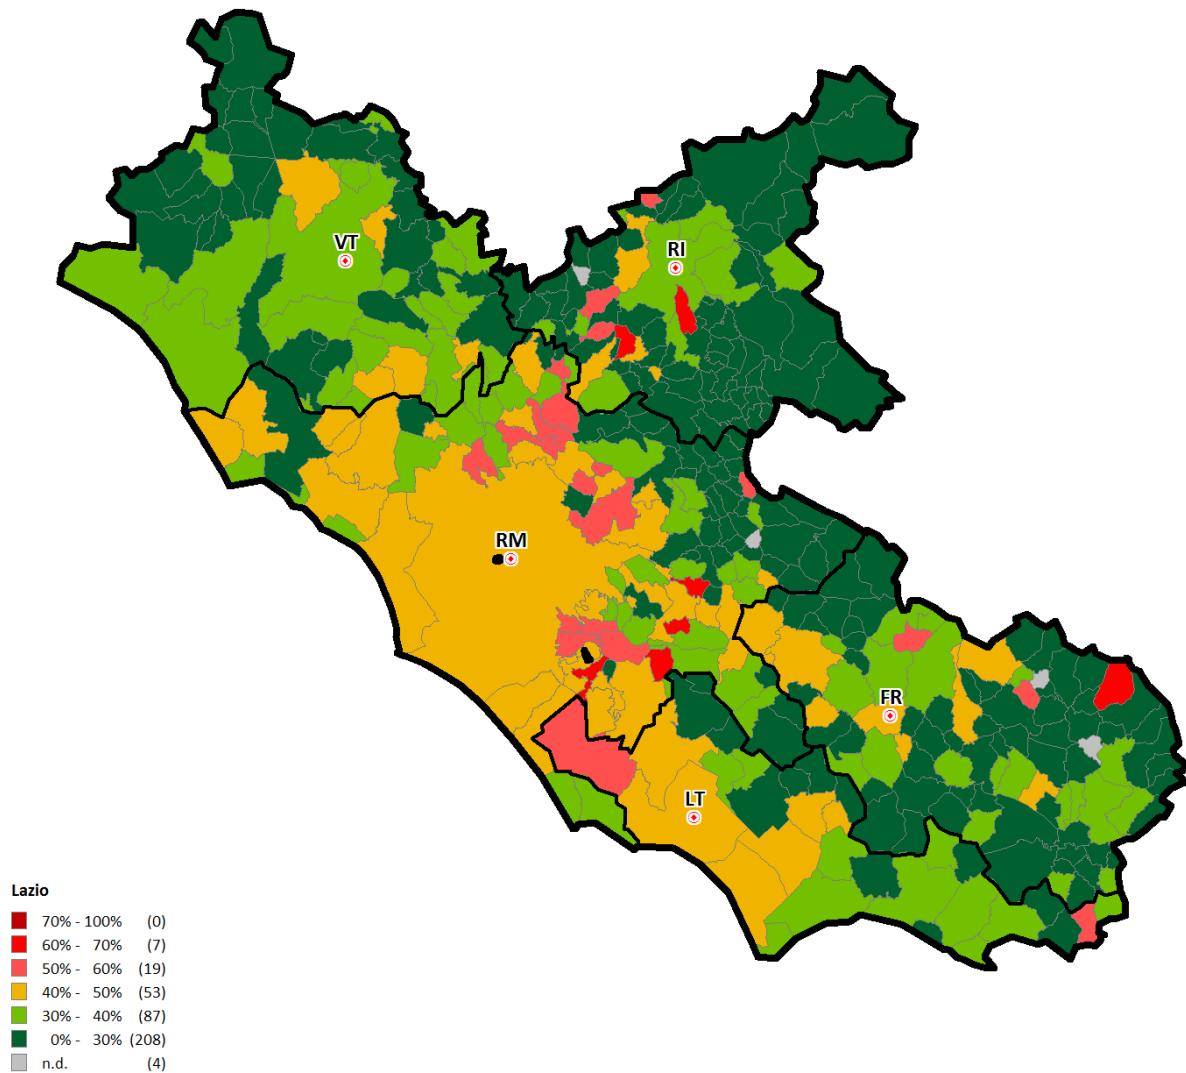 VT
RI
RM
FR
LT
Lazio
70% - 100% (0)
60% - 70% (7)
50% - 60% (19)
40% - 50% (53)
30% - 40% (87)
0% - 30% (208)
n.d. (4)